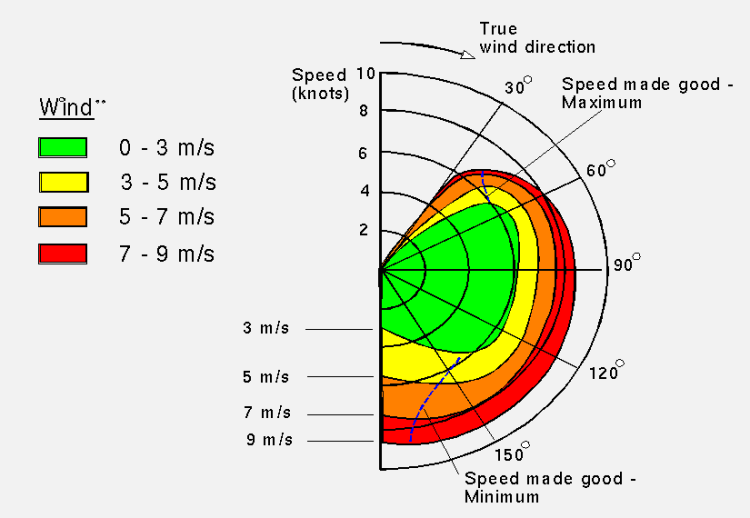 True
wind direction
Speed
(knots)
10
8
6
4
2
30°
Speed made good -
Maximum
60°
90°
120°
150°
Wind**
0 - 3 m/s
3 - 5 m/s
5 - 7 m/s
7 - 9 m/s
3 m/s
5 m/s
7 m/s
9 m/s
Speed made good -
Minimum